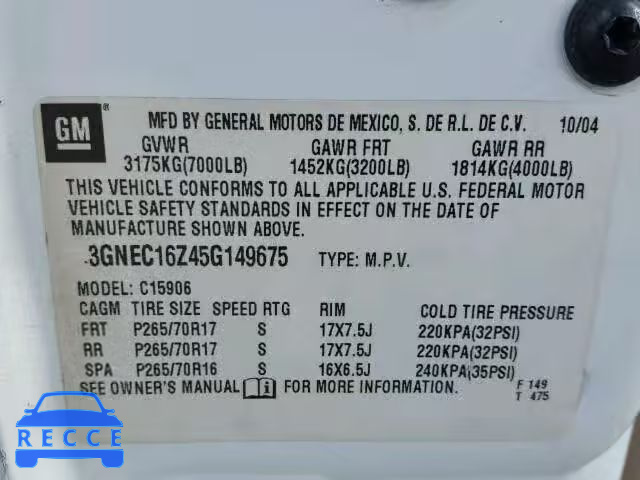 GM ® MFD BY GENERAL MOTORS DE MEXICO, S. DE R.L. DE C.V. 10/04
GVWR GAWR FRT GAWR RR
3175KG(7000LB) 1452KG(3200LB) 1814KG(4000LB)
THIS VEHICLE CONFORMS TO ALL APPLICABLE U.S. FEDERAL MOTOR
VEHICLE SAFETY STANDARDS IN EFFECT ON THE DATE OF
MANUFACTURE SHOWN ABOVE.
3GNEC16Z45G149675 TYPE: M.P.V.
MODEL: C15906
CAGM TIRE SIZE SPEED RTG RIM COLD TIRE PRESSURE
FRT P265/70R17 S 17X7.5J 220KPA(32PSI)
RR P265/70R17 S 17X7.5J 220KPA(32PSI)
SPA P265/70R16 S 16X6.5J 240KPA(35PSI)
SEE OWNER'S MANUAL FOR MORE INFORMATION.
F 149
T 475
RECCE